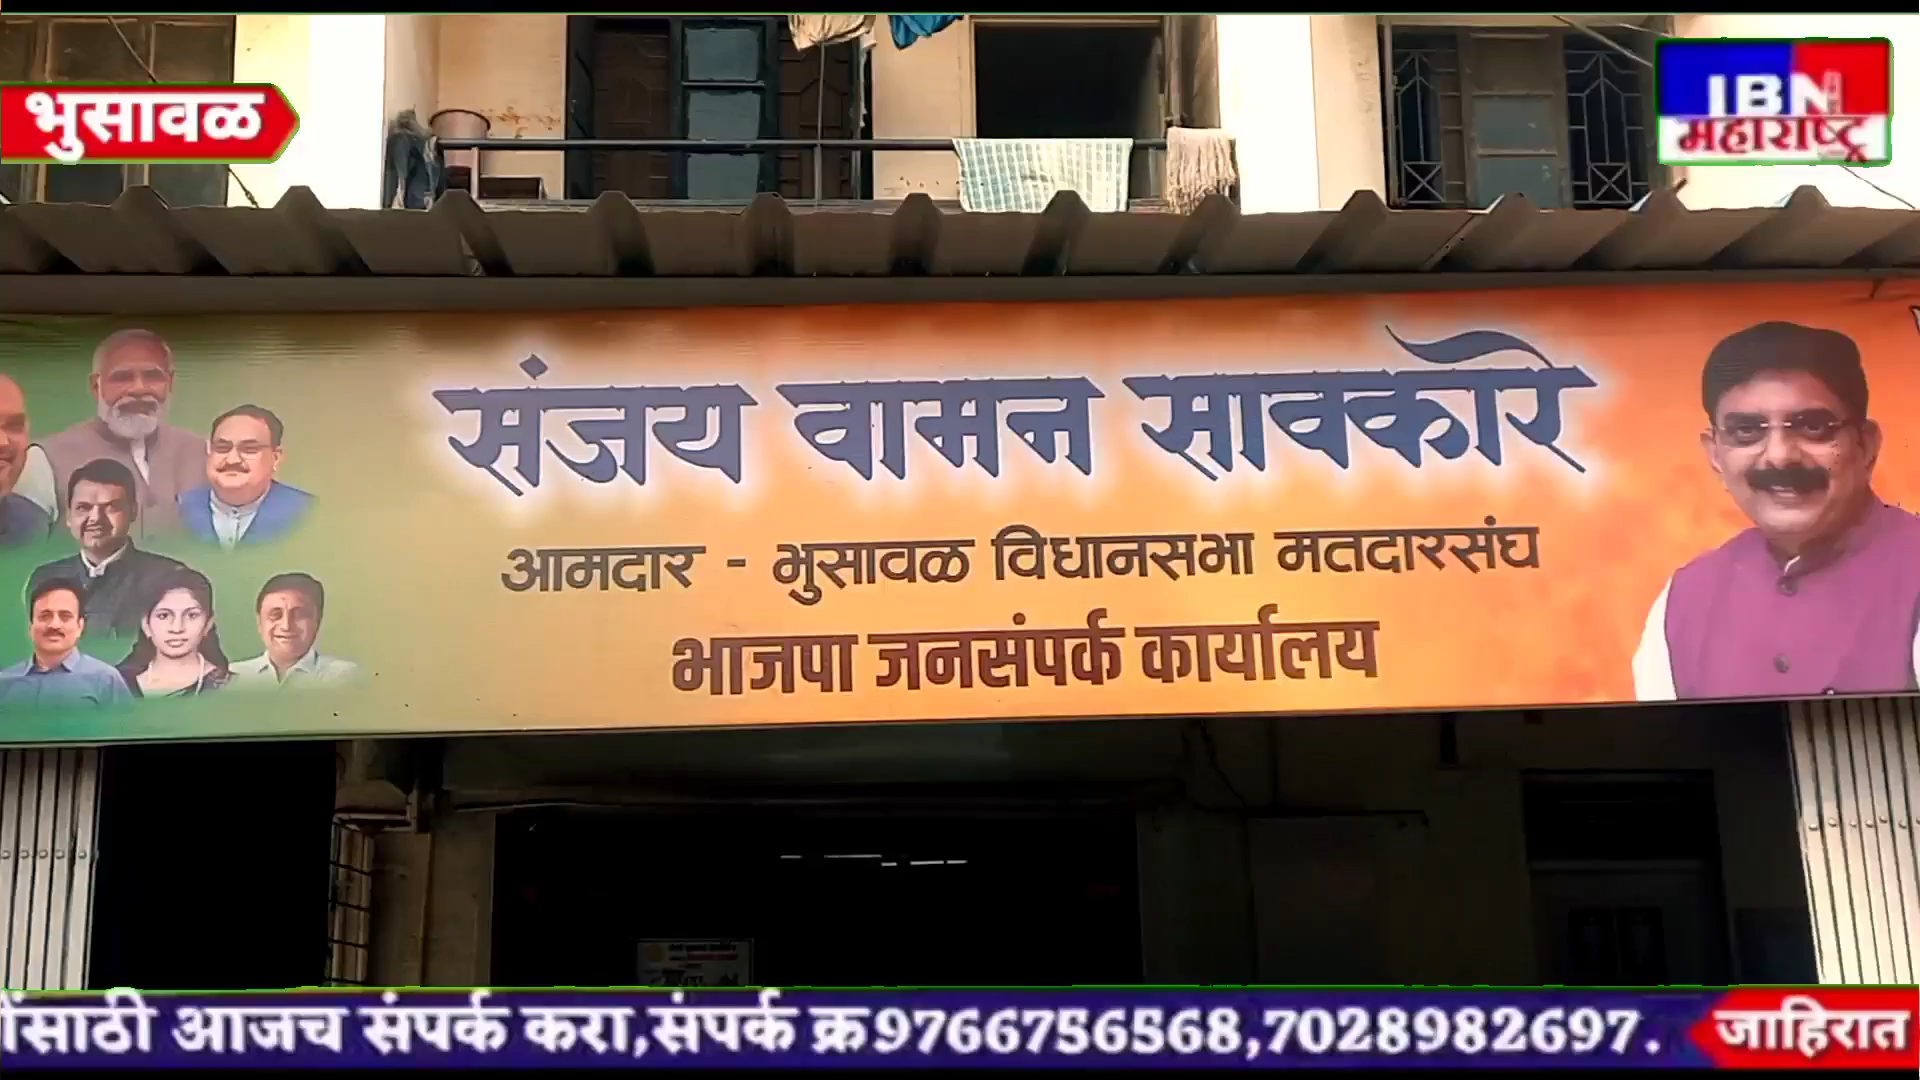 भुसावळ
IBN
महाराष्ट्र
संजय वामन सावकारे
आमदार - भुसावळ विधानसभा मतदारसंघ
भाजपा जनसंपर्क कार्यालय
आजच संपर्क करा,संपर्क क्र9766756568,7028982697.
जाहिरात